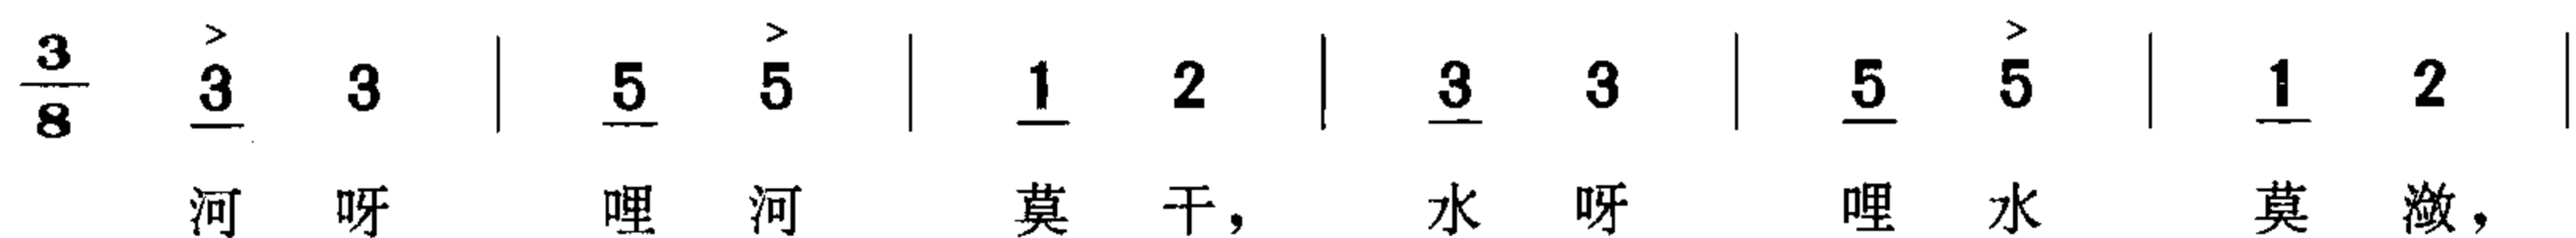 3/8 3 3 | 5 5 | 1 2 | 3 3 | 5 5 | 1 2 |
河 呀 哩 河 莫 干， 水 呀 哩 水 莫 潋，